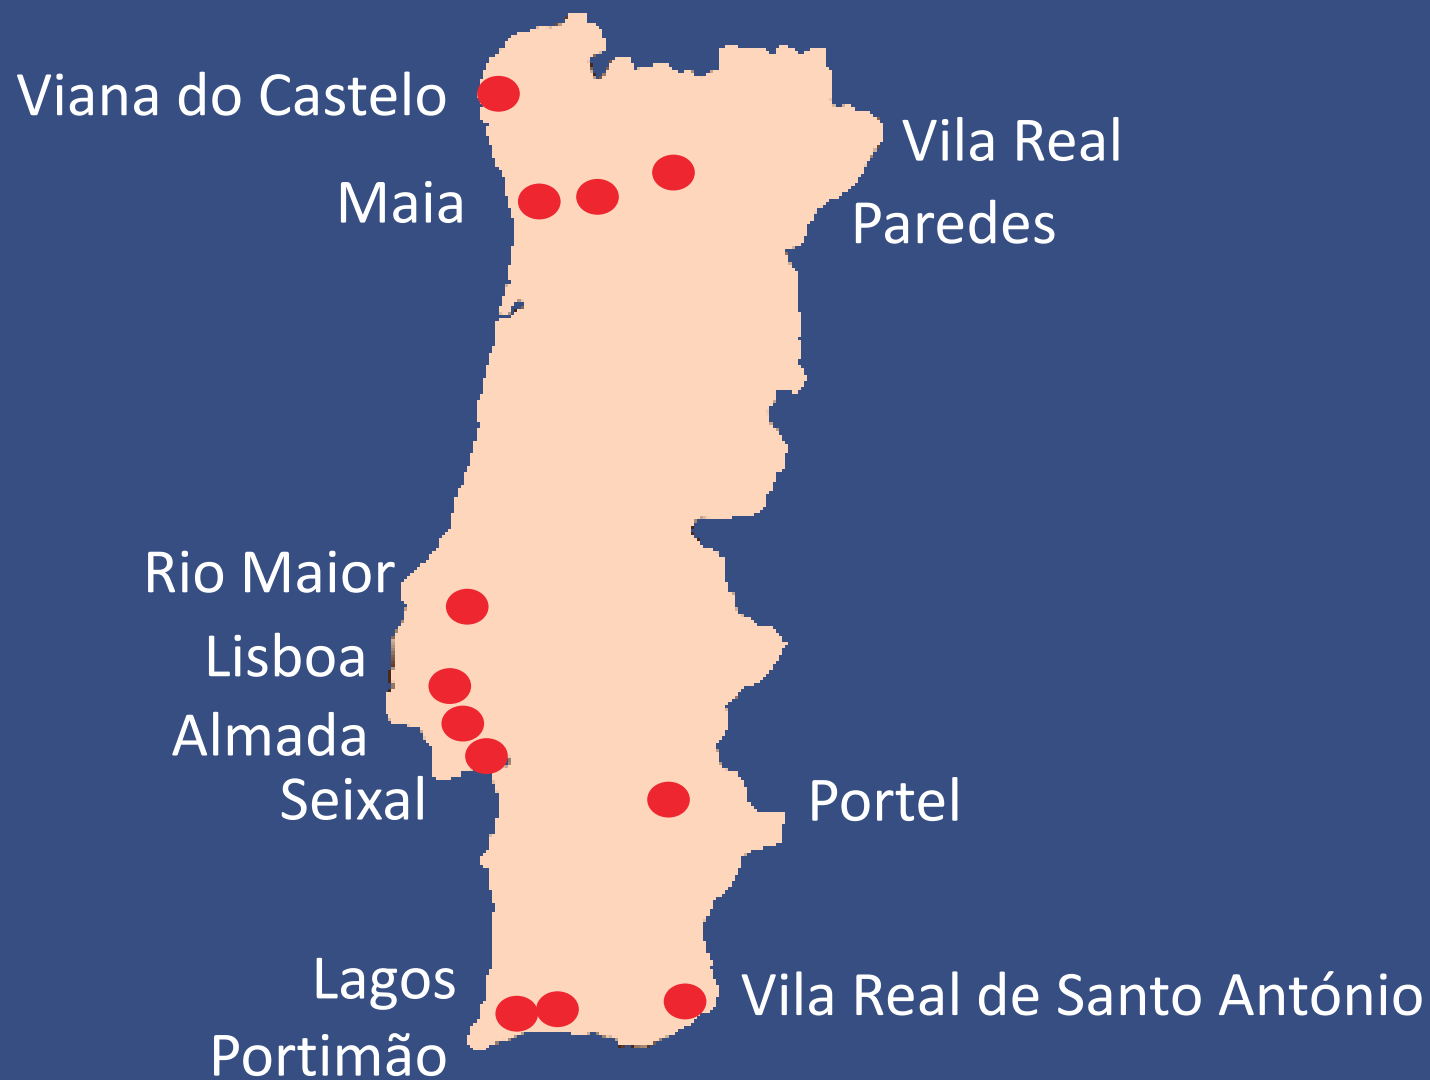 Viana do Castelo
Vila Real
Maia
Paredes
Rio Maior
Lisboa
Almada
Seixal
Portel
Lagos
Vila Real de Santo António
Portimão